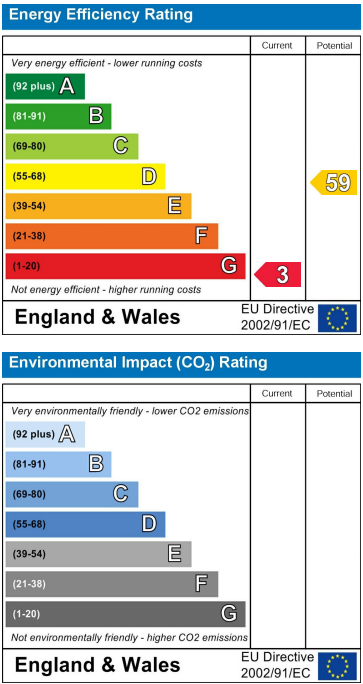 Energy Efficiency Rating
Current Potential
Very energy efficient - lower running costs
(92 plus) A
(81-91) B
(69-80) C
(55-68) D
59
(39-54) E
(21-38) F
(1-20) G
3
Not energy efficient - higher running costs
England & Wales
EU Directive
2002/91/EC
Environmental Impact (CO₂) Rating
Current Potential
Very environmentally friendly - lower CO2 emissions
(92 plus) A
(81-91) B
(69-80) C
(55-68) D
(39-54) E
(21-38) F
(1-20) G
Not environmentally friendly - higher CO2 emissions
England & Wales
EU Directive
2002/91/EC